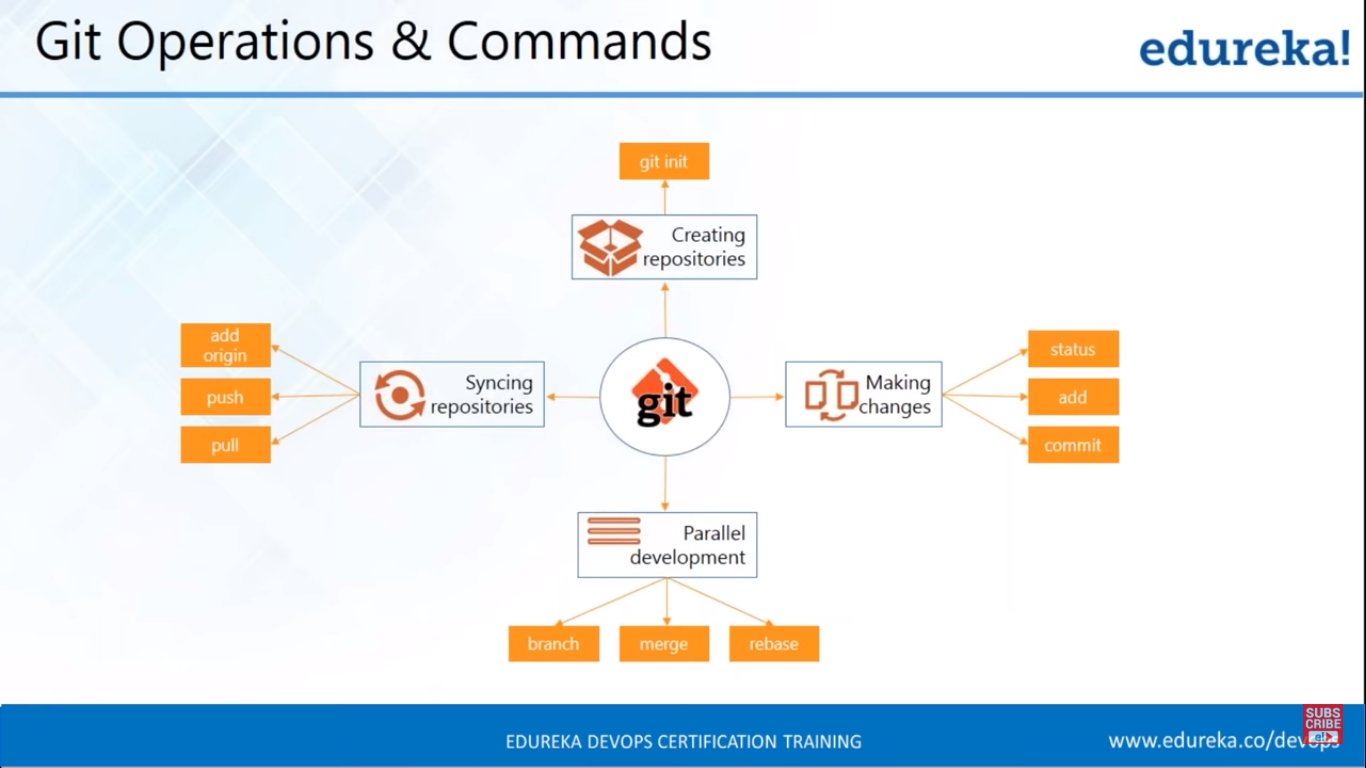 Git Operations & Commands
edureka!
git init
Creating
repositories
add
origin
push
pull
Syncing
repositories
git
Making
changes
status
add
commit
Parallel
development
branch
merge
rebase
EDUREKA DEVOPS CERTIFICATION TRAINING
www.edureka.co/devops
SUBS
CRIBE
e!